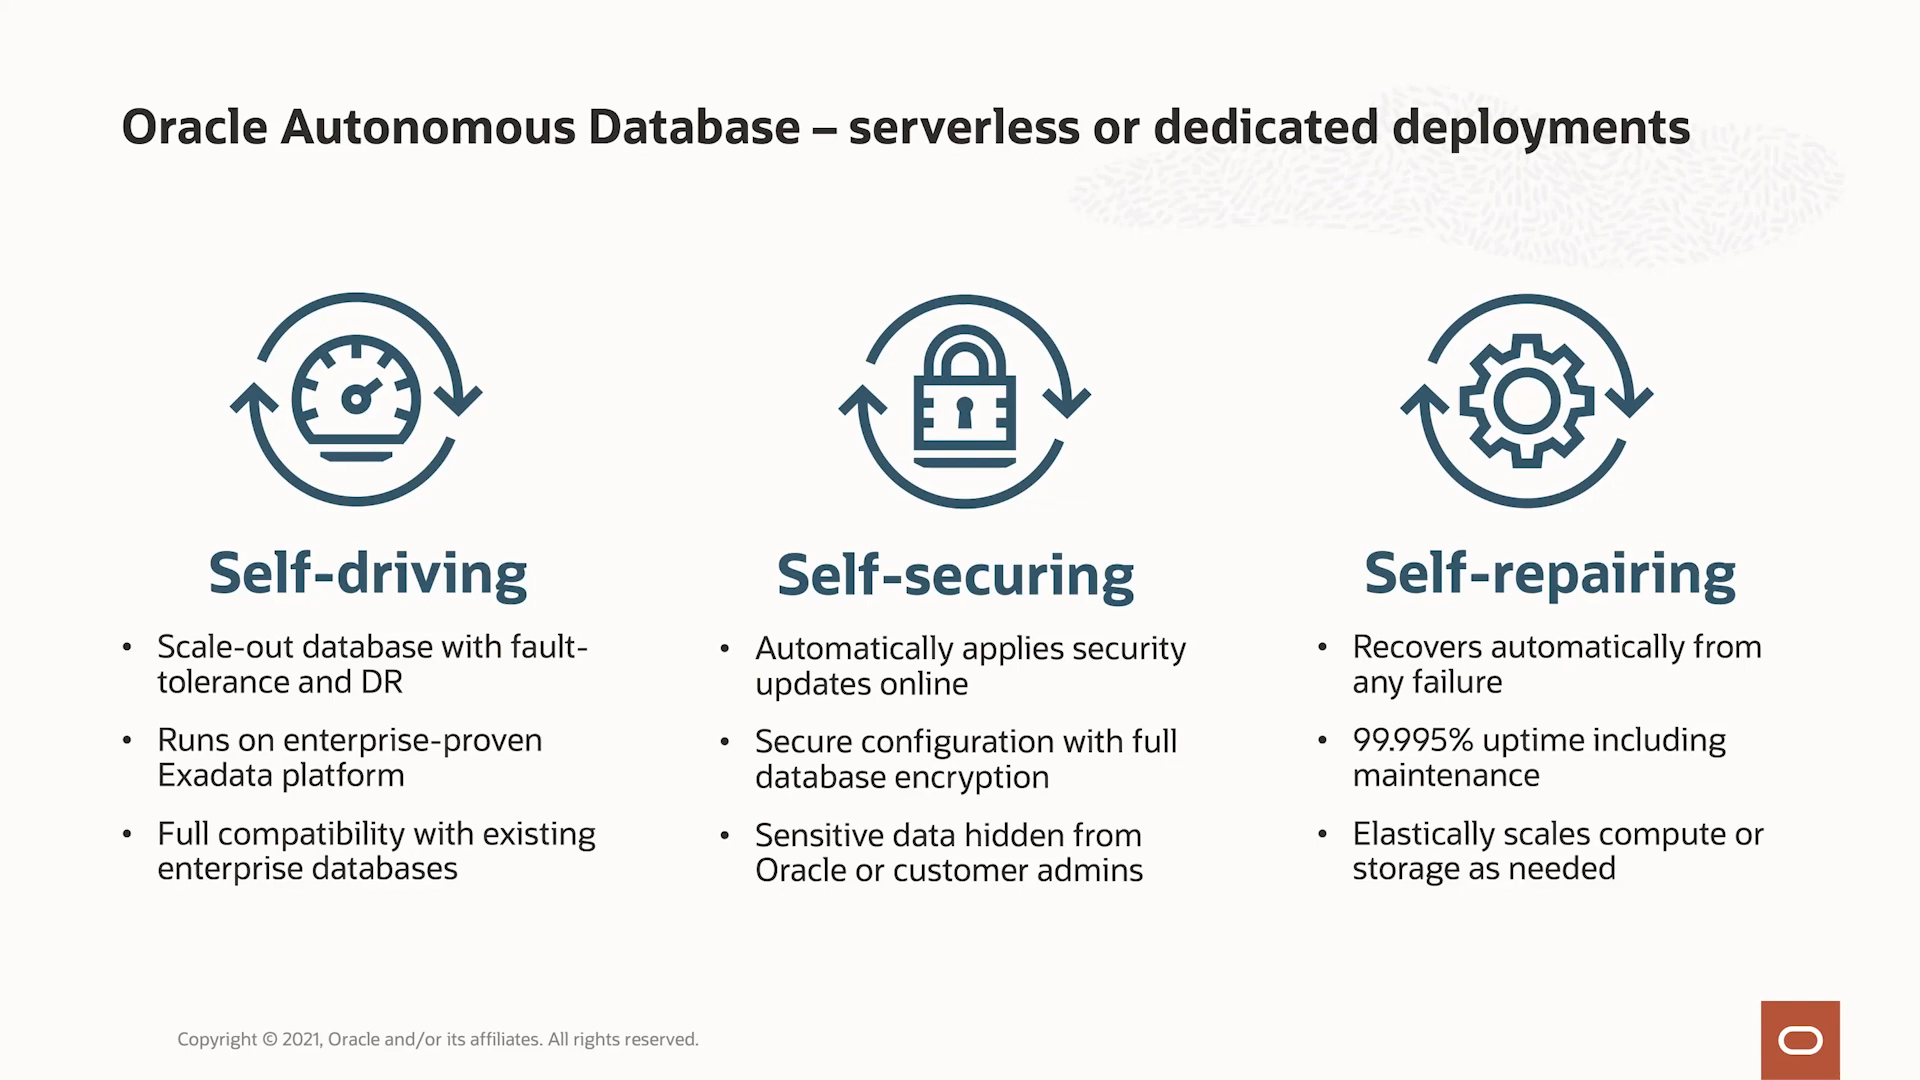 Oracle Autonomous Database – serverless or dedicated deployments
Self-driving
• Scale-out database with fault-
tolerance and DR
• Runs on enterprise-proven
Exadata platform
• Full compatibility with existing
enterprise databases
Self-securing
• Automatically applies security
updates online
• Secure configuration with full
database encryption
• Sensitive data hidden from
Oracle or customer admins
Self-repairing
• Recovers automatically from
any failure
• 99.995% uptime including
maintenance
• Elastically scales compute or
storage as needed
Copyright © 2021, Oracle and/or its affiliates. All rights reserved.